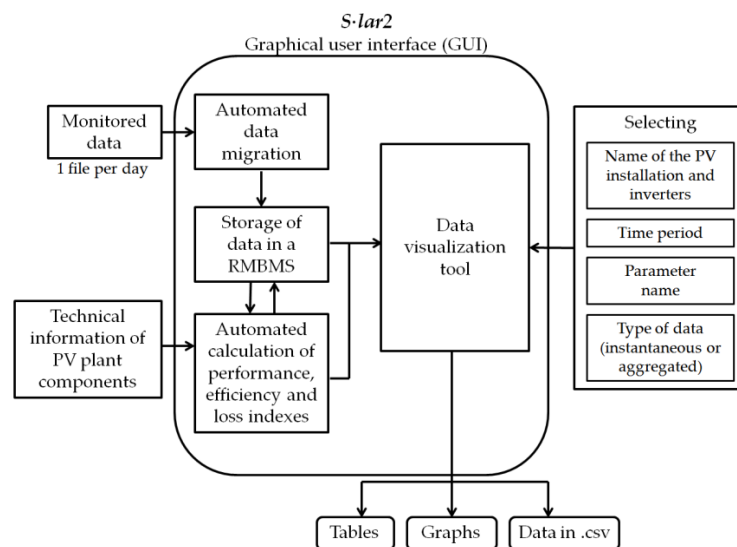 S·lar2
Graphical user interface (GUI)
Monitored
data
1 file per day
Automated
data
migration
Storage of
data in a
RMBMS
Technical
information of
PV plant
components
Automated
calculation of
performance,
efficiency and
loss indexes
Data
visualization
tool
Selecting
Name of the PV
installation and
inverters
Time period
Parameter
name
Type of data
(instantaneous or
aggregated)
Tables
Graphs
Data in .csv